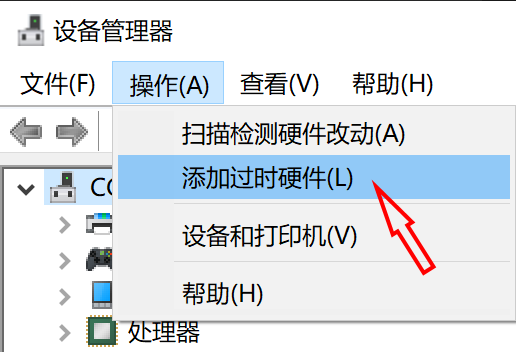 设备管理器
文件(F) 操作(A) 查看(V) 帮助(H)
扫描检测硬件改动(A)
添加过时硬件(L)
设备和打印机(V)
帮助(H)
处理器